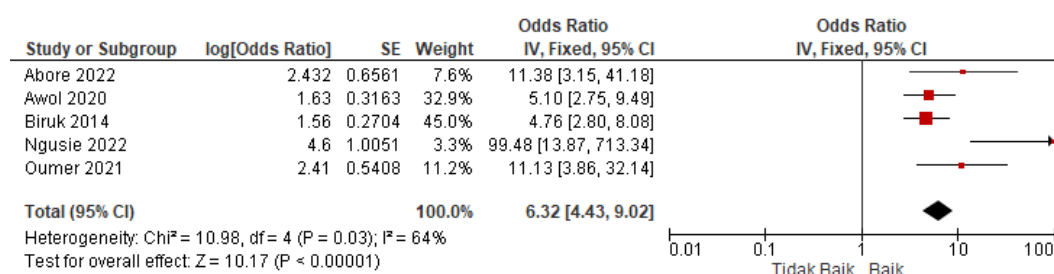 Odds Ratio Odds Ratio
Study or Subgroup log[Odds Ratio] SE Weight IV, Fixed, 95% CI IV, Fixed, 95% CI
Abore 2022 2.432 0.6561 7.6% 11.38 [3.15, 41.18]
Awol 2020 1.63 0.3163 32.9% 5.10 [2.75, 9.49]
Biruk 2014 1.56 0.2704 45.0% 4.76 [2.80, 8.08]
Ngusie 2022 4.6 1.0051 3.3% 99.48 [13.87, 713.34]
Oumer 2021 2.41 0.5408 11.2% 11.13 [3.86, 32.14]
Total (95% CI) 100.0% 6.32 [4.43, 9.02]
Heterogeneity: Chi² = 10.98, df = 4 (P = 0.03); I² = 64%
Test for overall effect: Z = 10.17 (P < 0.00001)
0.01 0.1 1 10 100
Tidak Baik Baik